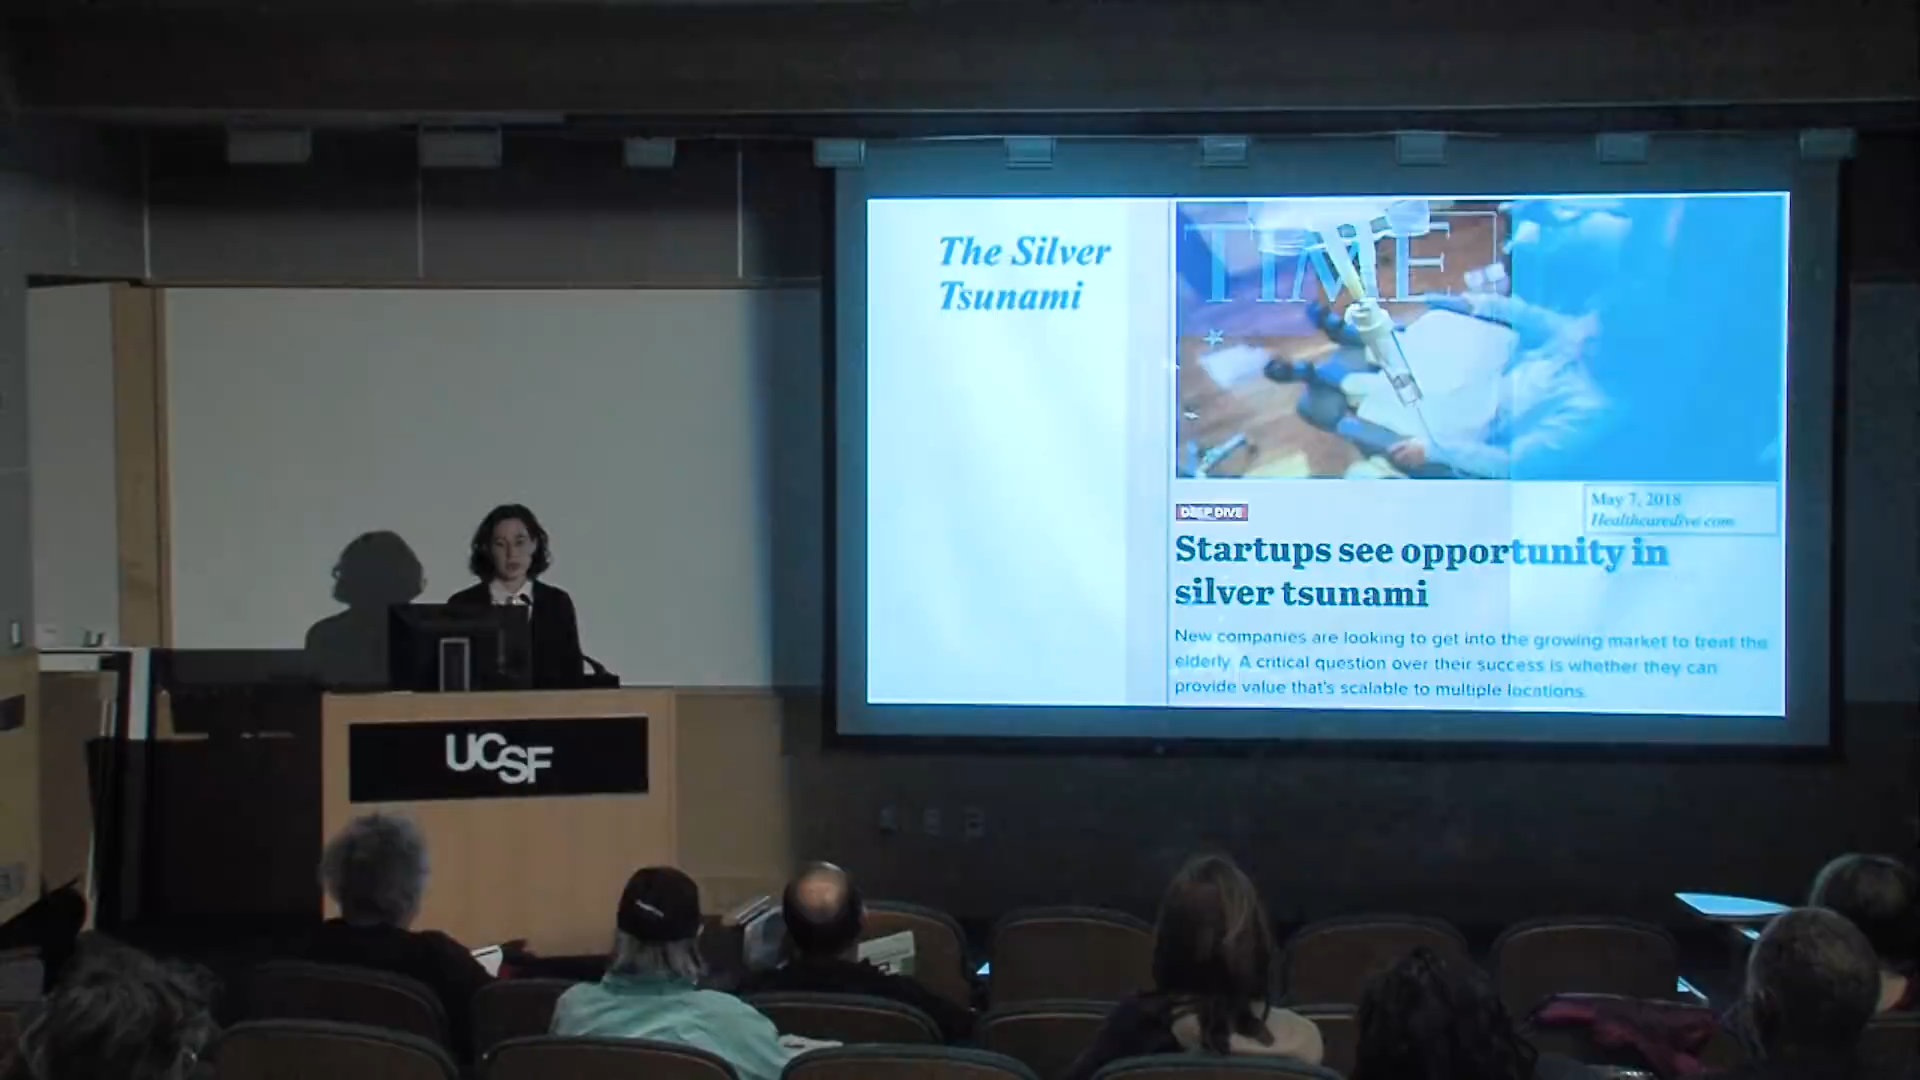 The Silver
Tsunami
TIME
May 7, 2018
Healthcaredive.com
DEEP DIVE
Startups see opportunity in
silver tsunami
New companies are looking to get into the growing market to treat the
elderly. A critical question over their success is whether they can
provide value that's scalable to multiple locations.
UCSF